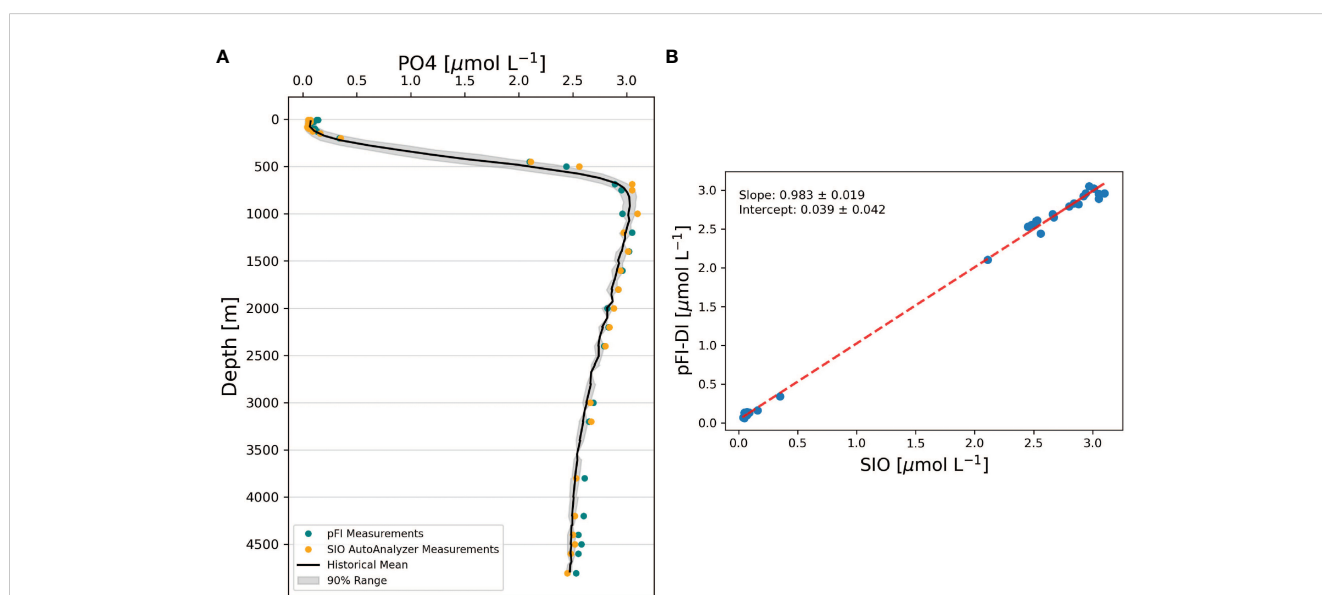 A
PO4 [μmol L⁻¹]
0.0 0.5 1.0 1.5 2.0 2.5 3.0
Depth [m]
0
500
1000
1500
2000
2500
3000
3500
4000
4500
pFI Measurements
SIO AutoAnalyzer Measurements
Historical Mean
90% Range
B
Slope: 0.983 ± 0.019
Intercept: 0.039 ± 0.042
pFI-DI [μmol L⁻¹]
3.0
2.5
2.0
1.5
1.0
0.5
0.0
0.0 0.5 1.0 1.5 2.0 2.5 3.0
SIO [μmol L⁻¹]